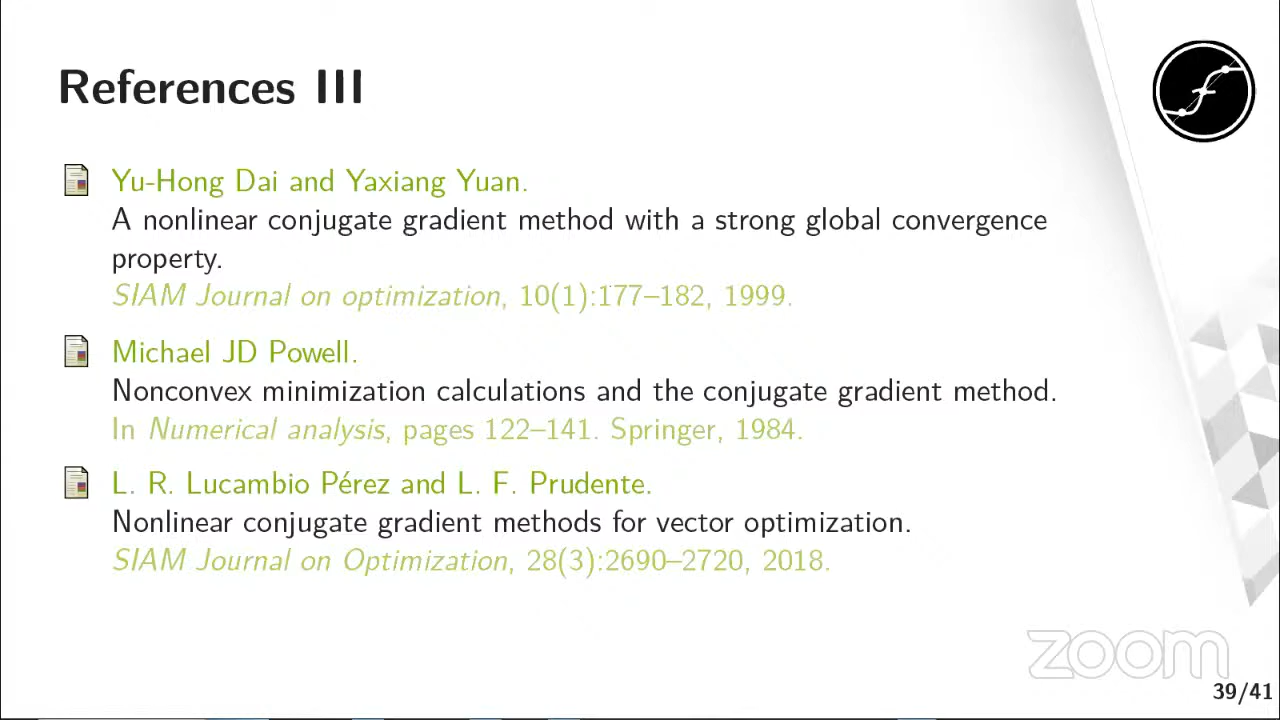 References III
Yu-Hong Dai and Yaxiang Yuan.
A nonlinear conjugate gradient method with a strong global convergence
property.
SIAM Journal on optimization, 10(1):177–182, 1999.
Michael JD Powell.
Nonconvex minimization calculations and the conjugate gradient method.
In Numerical analysis, pages 122–141. Springer, 1984.
L. R. Lucambio Pérez and L. F. Prudente.
Nonlinear conjugate gradient methods for vector optimization.
SIAM Journal on Optimization, 28(3):2690–2720, 2018.
zoom
39/41